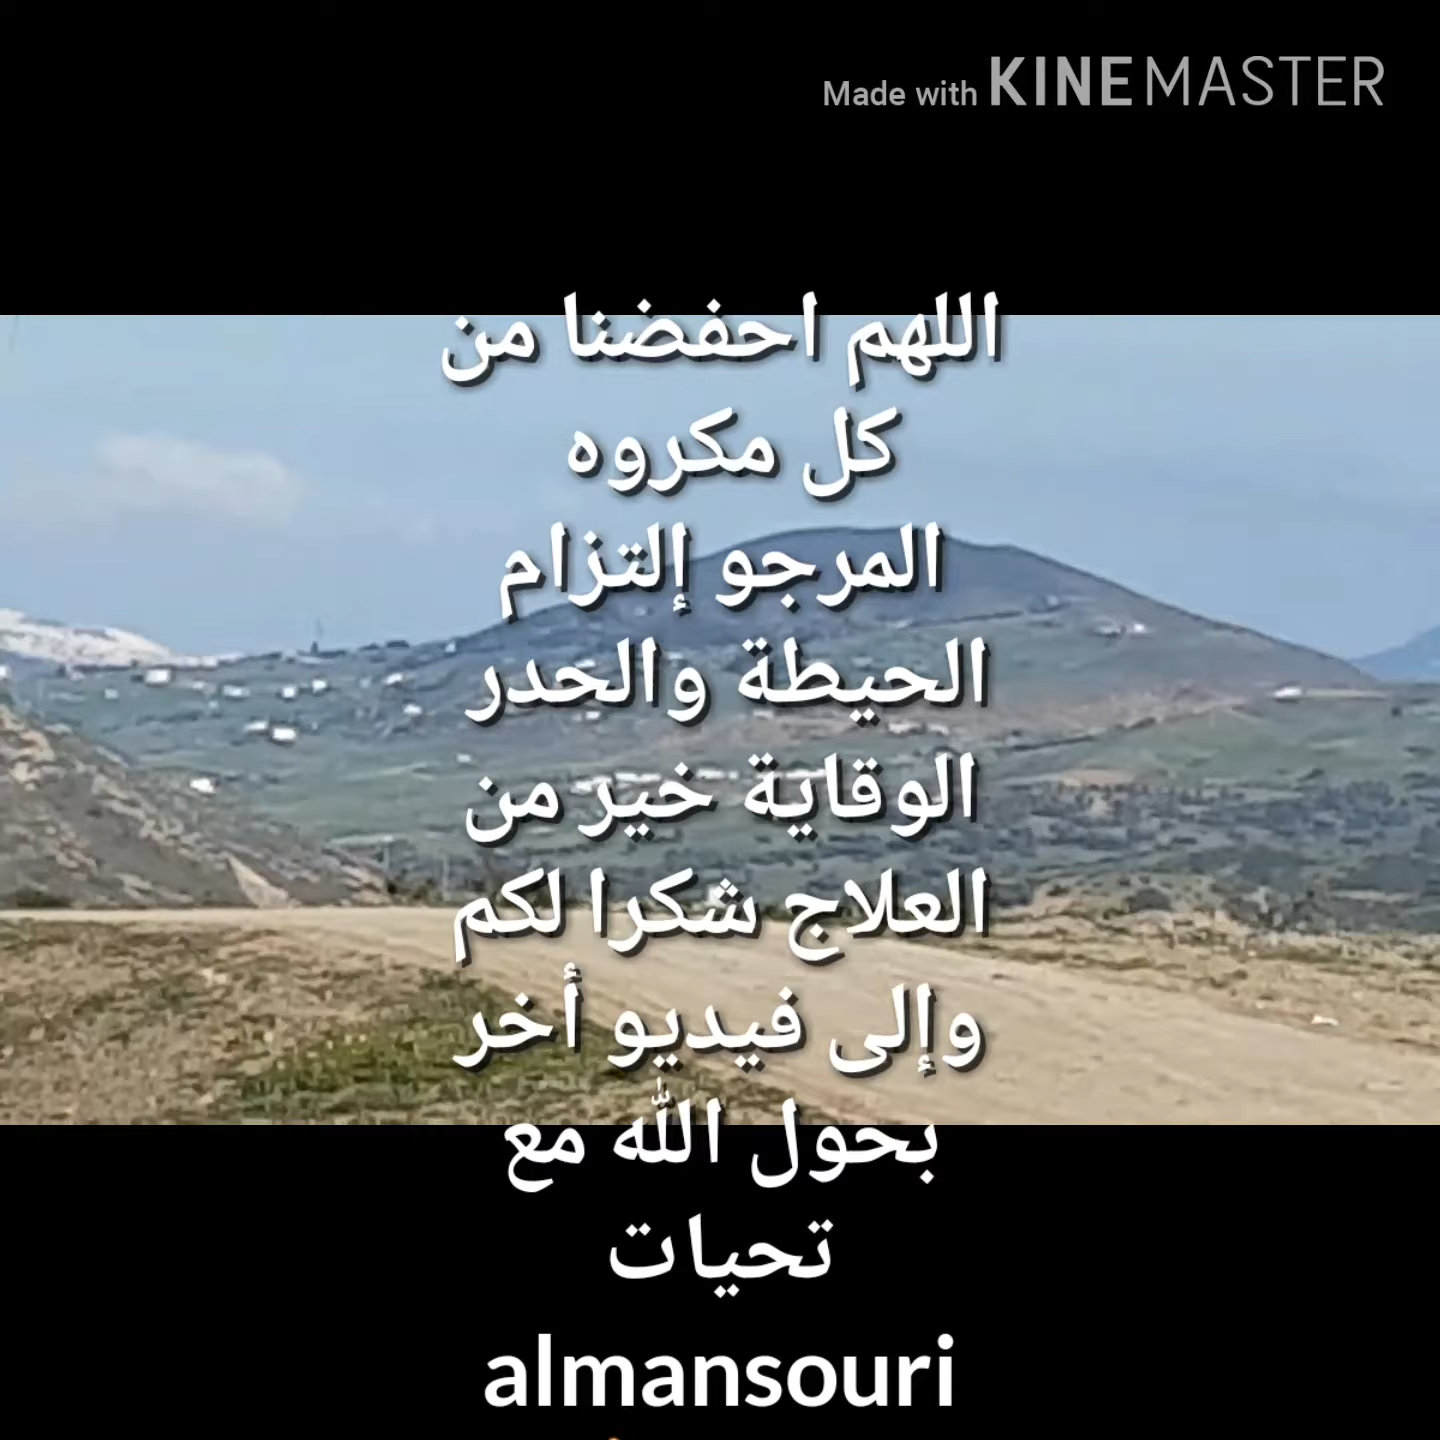 Made with KINEMASTER
اللهم احفضنا من
كل مكروه
المرجو إلتزام
الحيطة والحدر
الوقاية خير من
العلاج شكرا لكم
وإلى فيديو أخر
بحول الله مع
تحيات
almansouri